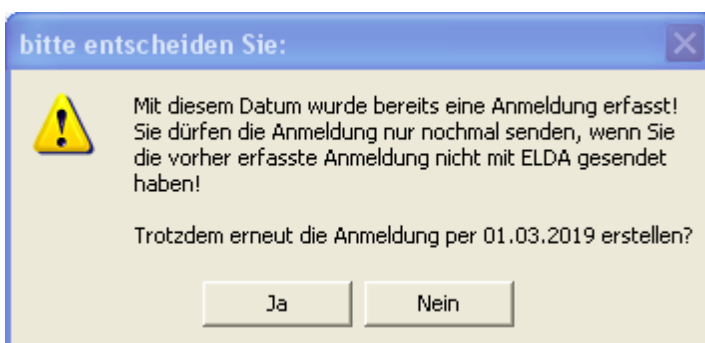 bitte entscheiden Sie:
Mit diesem Datum wurde bereits eine Anmeldung erfasst!
Sie dürfen die Anmeldung nur nochmal senden, wenn Sie
die vorher erfasste Anmeldung nicht mit ELDA gesendet
haben!
Trotzdem erneut die Anmeldung per 01.03.2019 erstellen?
Ja
Nein